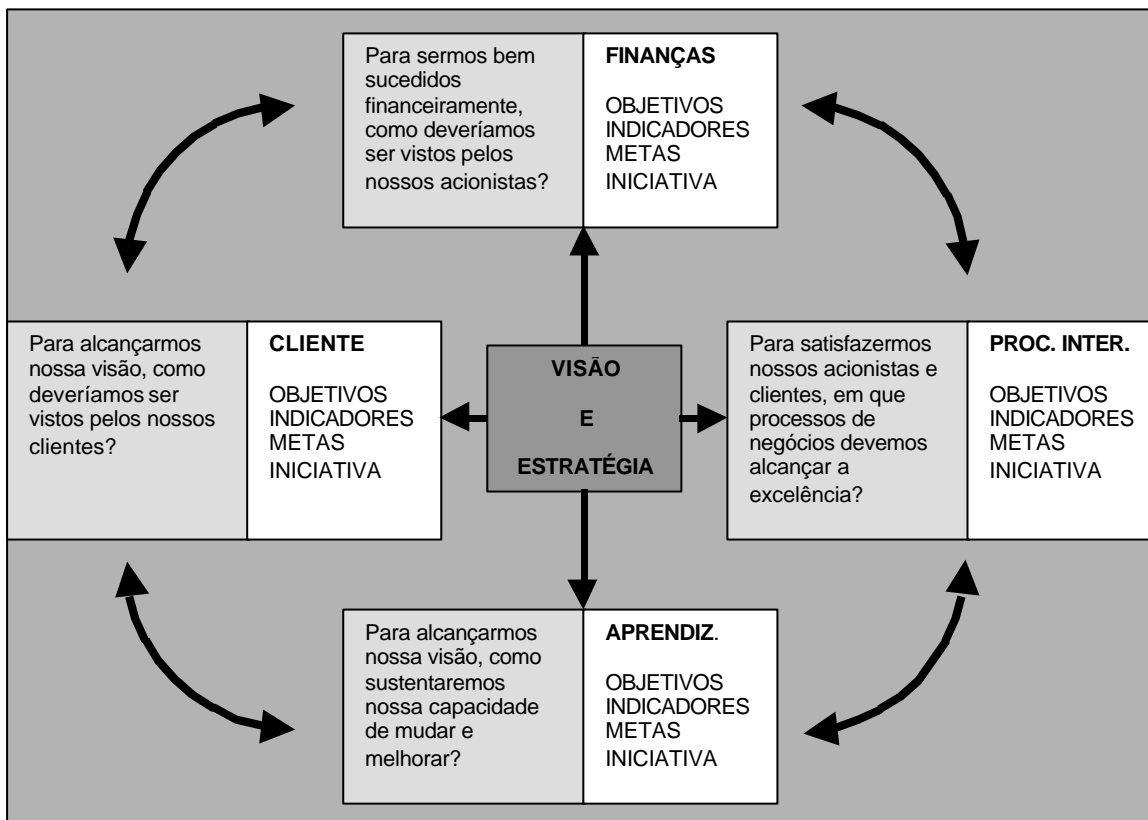 Para sermos bem
sucedidos
financeiramente,
como deveríamos
ser vistos pelos
nossos acionistas?
FINANÇAS
OBJETIVOS
INDICADORES
METAS
INICIATIVA
Para alcançarmos
nossa visão, como
deveríamos ser
vistos pelos nossos
clientes?
CLIENTE
OBJETIVOS
INDICADORES
METAS
INICIATIVA
VISÃO
E
ESTRATÉGIA
Para satisfazermos
nossos acionistas e
clientes, em que
processos de
negócios devemos
alcançar a
excelência?
PROC. INTER.
OBJETIVOS
INDICADORES
METAS
INICIATIVA
Para alcançarmos
nossa visão, como
sustentaremos
nossa capacidade
de mudar e
melhorar?
APRENDIZ.
OBJETIVOS
INDICADORES
METAS
INICIATIVA